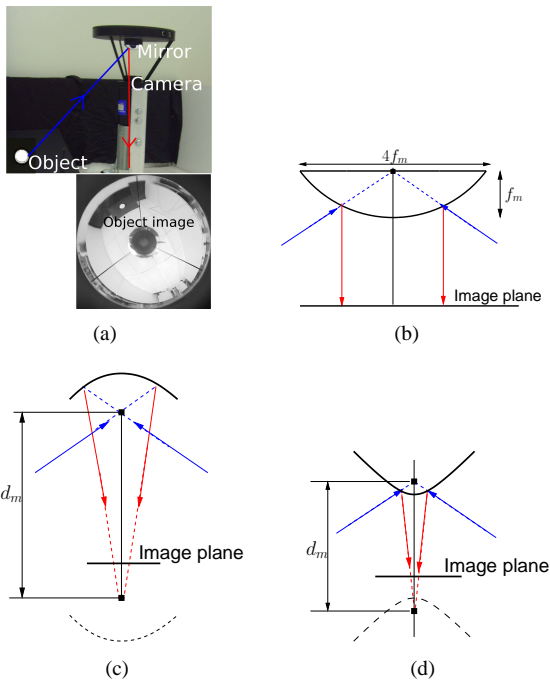 Mirror
Camera
Object
Object image
(a)
4f_m
f_m
Image plane
(b)
d_m
Image plane
(c)
d_m
Image plane
(d)